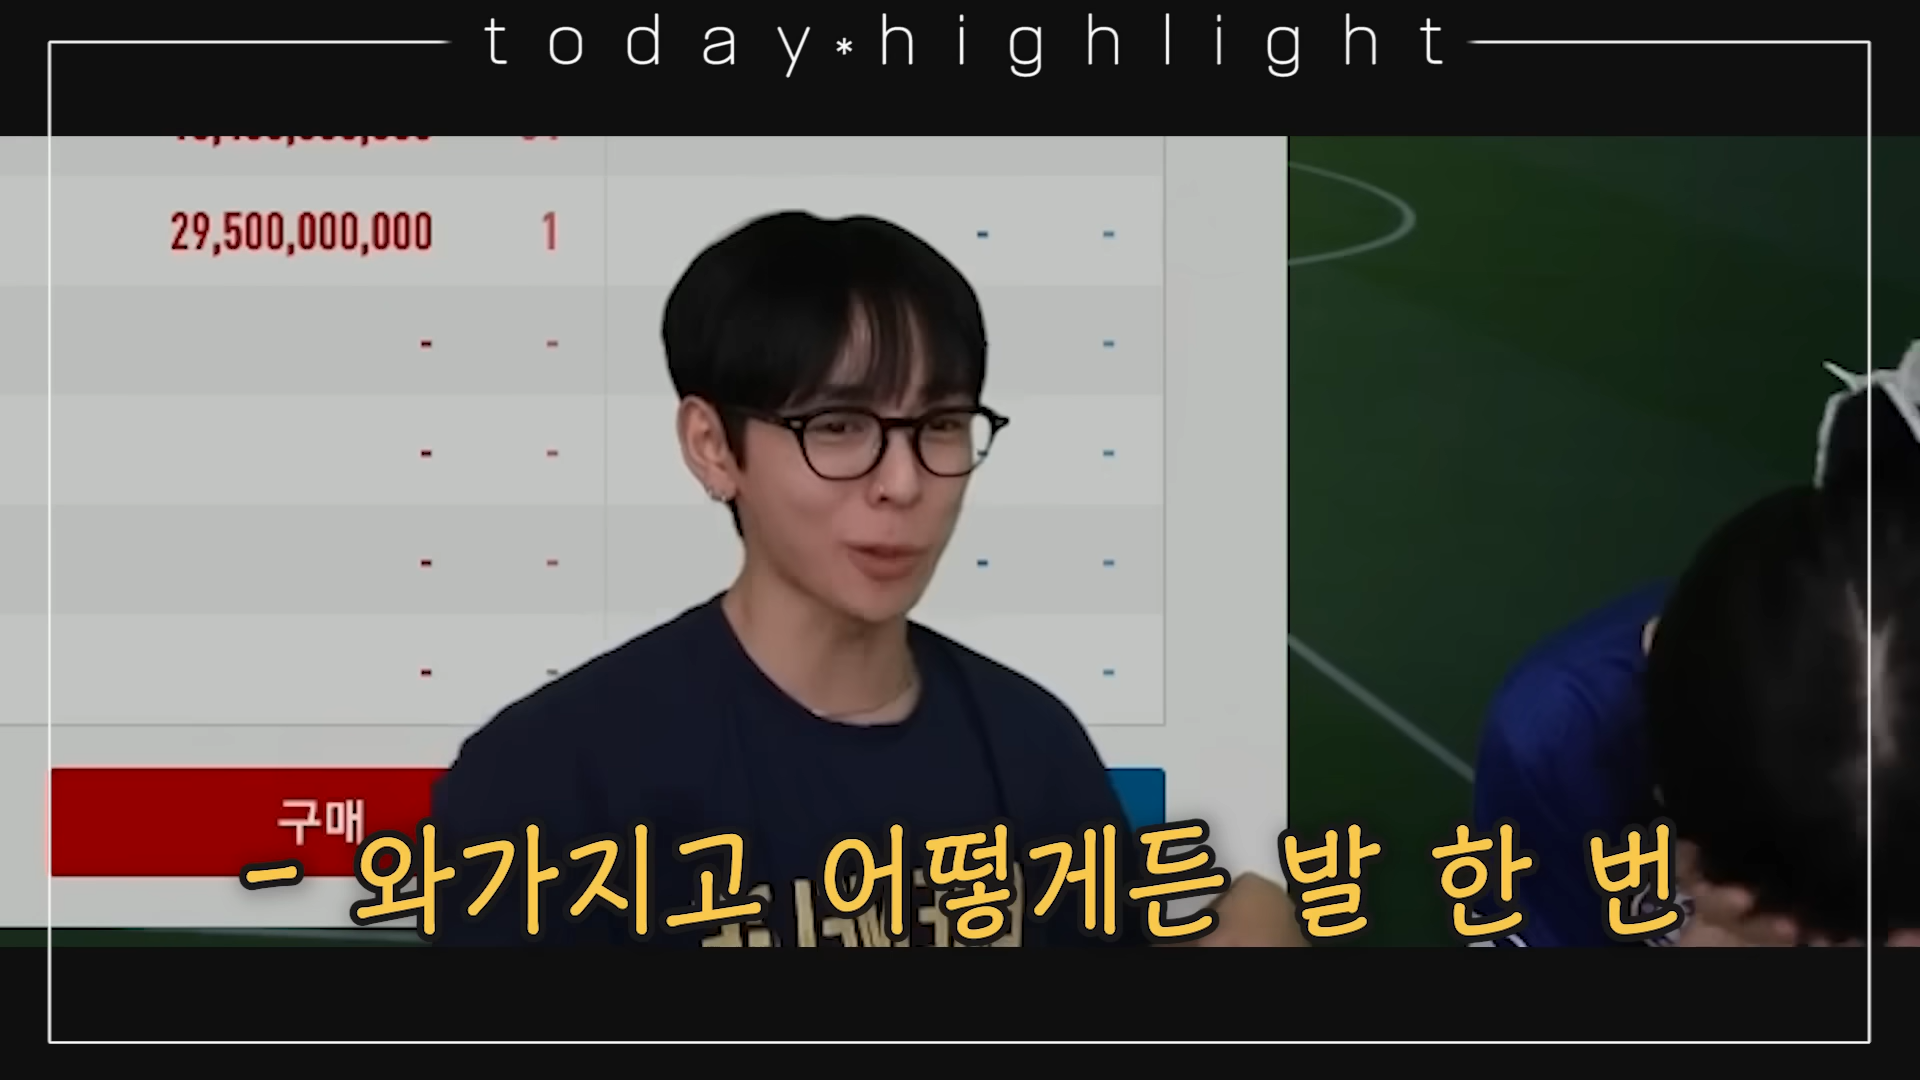 today*highlight
29,500,000,000 1 - -
- - -
- - -
- - - -
- - -
구매
- 와가지고 어떻게든 발 한 번